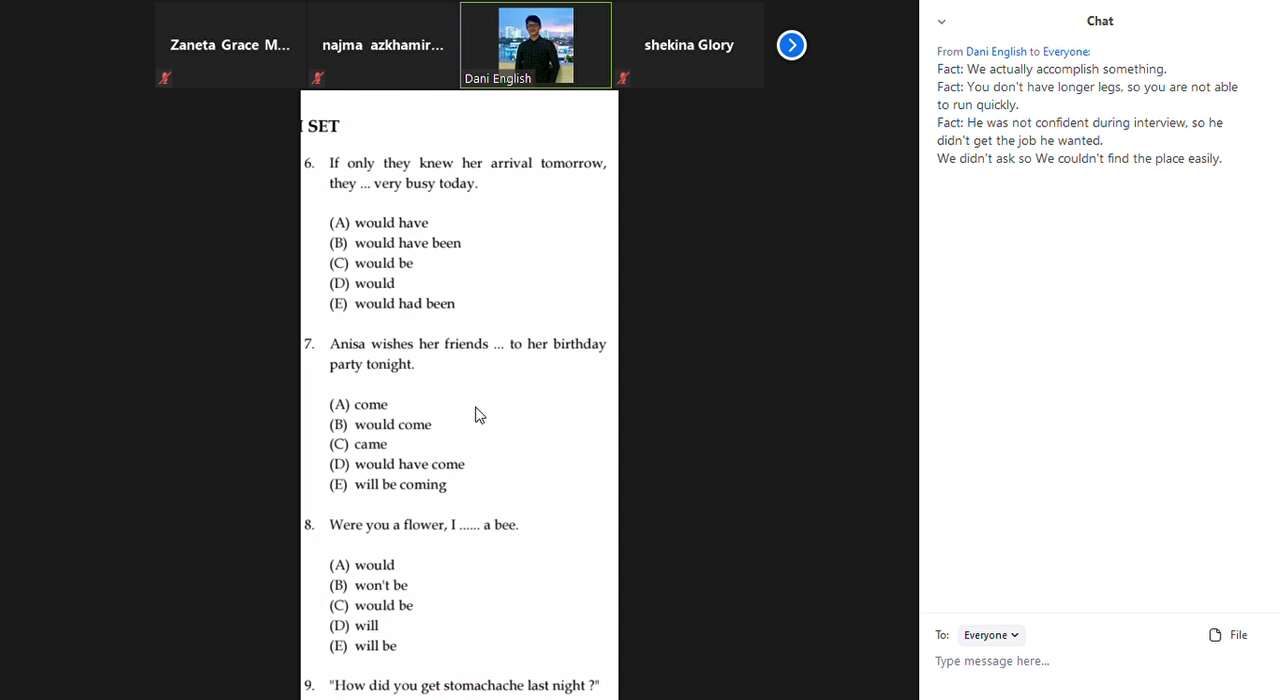 Zaneta Grace M...
najma azkhamir...
Dani English
shekina Glory
SET
6. If only they knew her arrival tomorrow,
they ... very busy today.
(A) would have
(B) would have been
(C) would be
(D) would
(E) would had been
7. Anisa wishes her friends ... to her birthday
party tonight.
(A) come
(B) would come
(C) came
(D) would have come
(E) will be coming
8. Were you a flower, I ...... a bee.
(A) would
(B) won't be
(C) would be
(D) will
(E) will be
9. "How did you get stomachache last night ?"
Chat
From Dani English to Everyone:
Fact: We actually accomplish something.
Fact: You don't have longer legs, so you are not able
to run quickly.
Fact: He was not confident during interview, so he
didn't get the job he wanted.
We didn't ask so We couldn't find the place easily.
To: Everyone
File
Type message here...